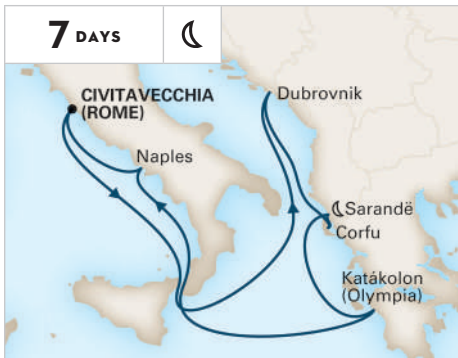 7 DAYS
CIVITAVECCHIA
(ROME)
Dubrovnik
Naples
Sarandë
Corfu
Katákolon
(Olympia)